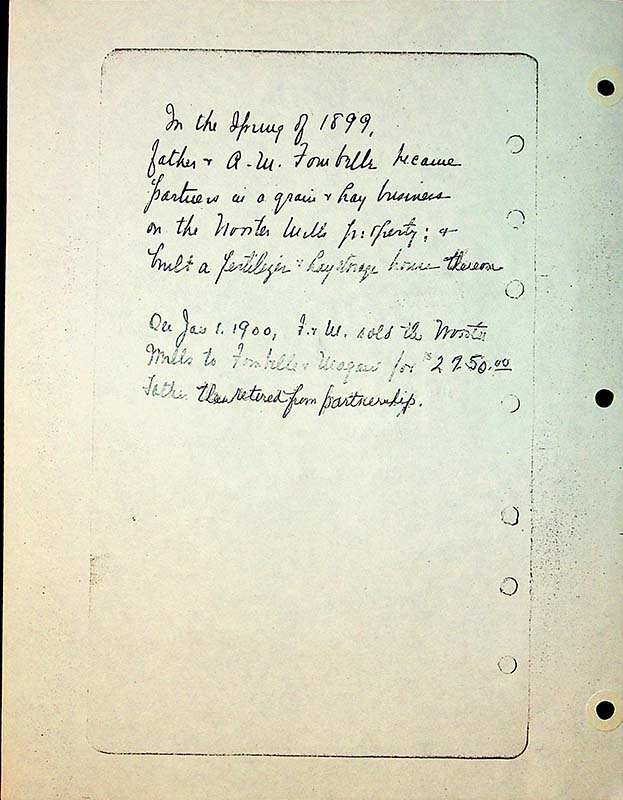 In the Spring of 1899,
father & A.M. Fombelle became
partners in a grain & hay business
on the Wooster Mills property; &
built a fertilizer & hay storage house thereon
On Jan 1. 1900, F. & M. sold the Wooster
Mills to Fombelle & Magaw for $2950.00
Father then retired from partnership.